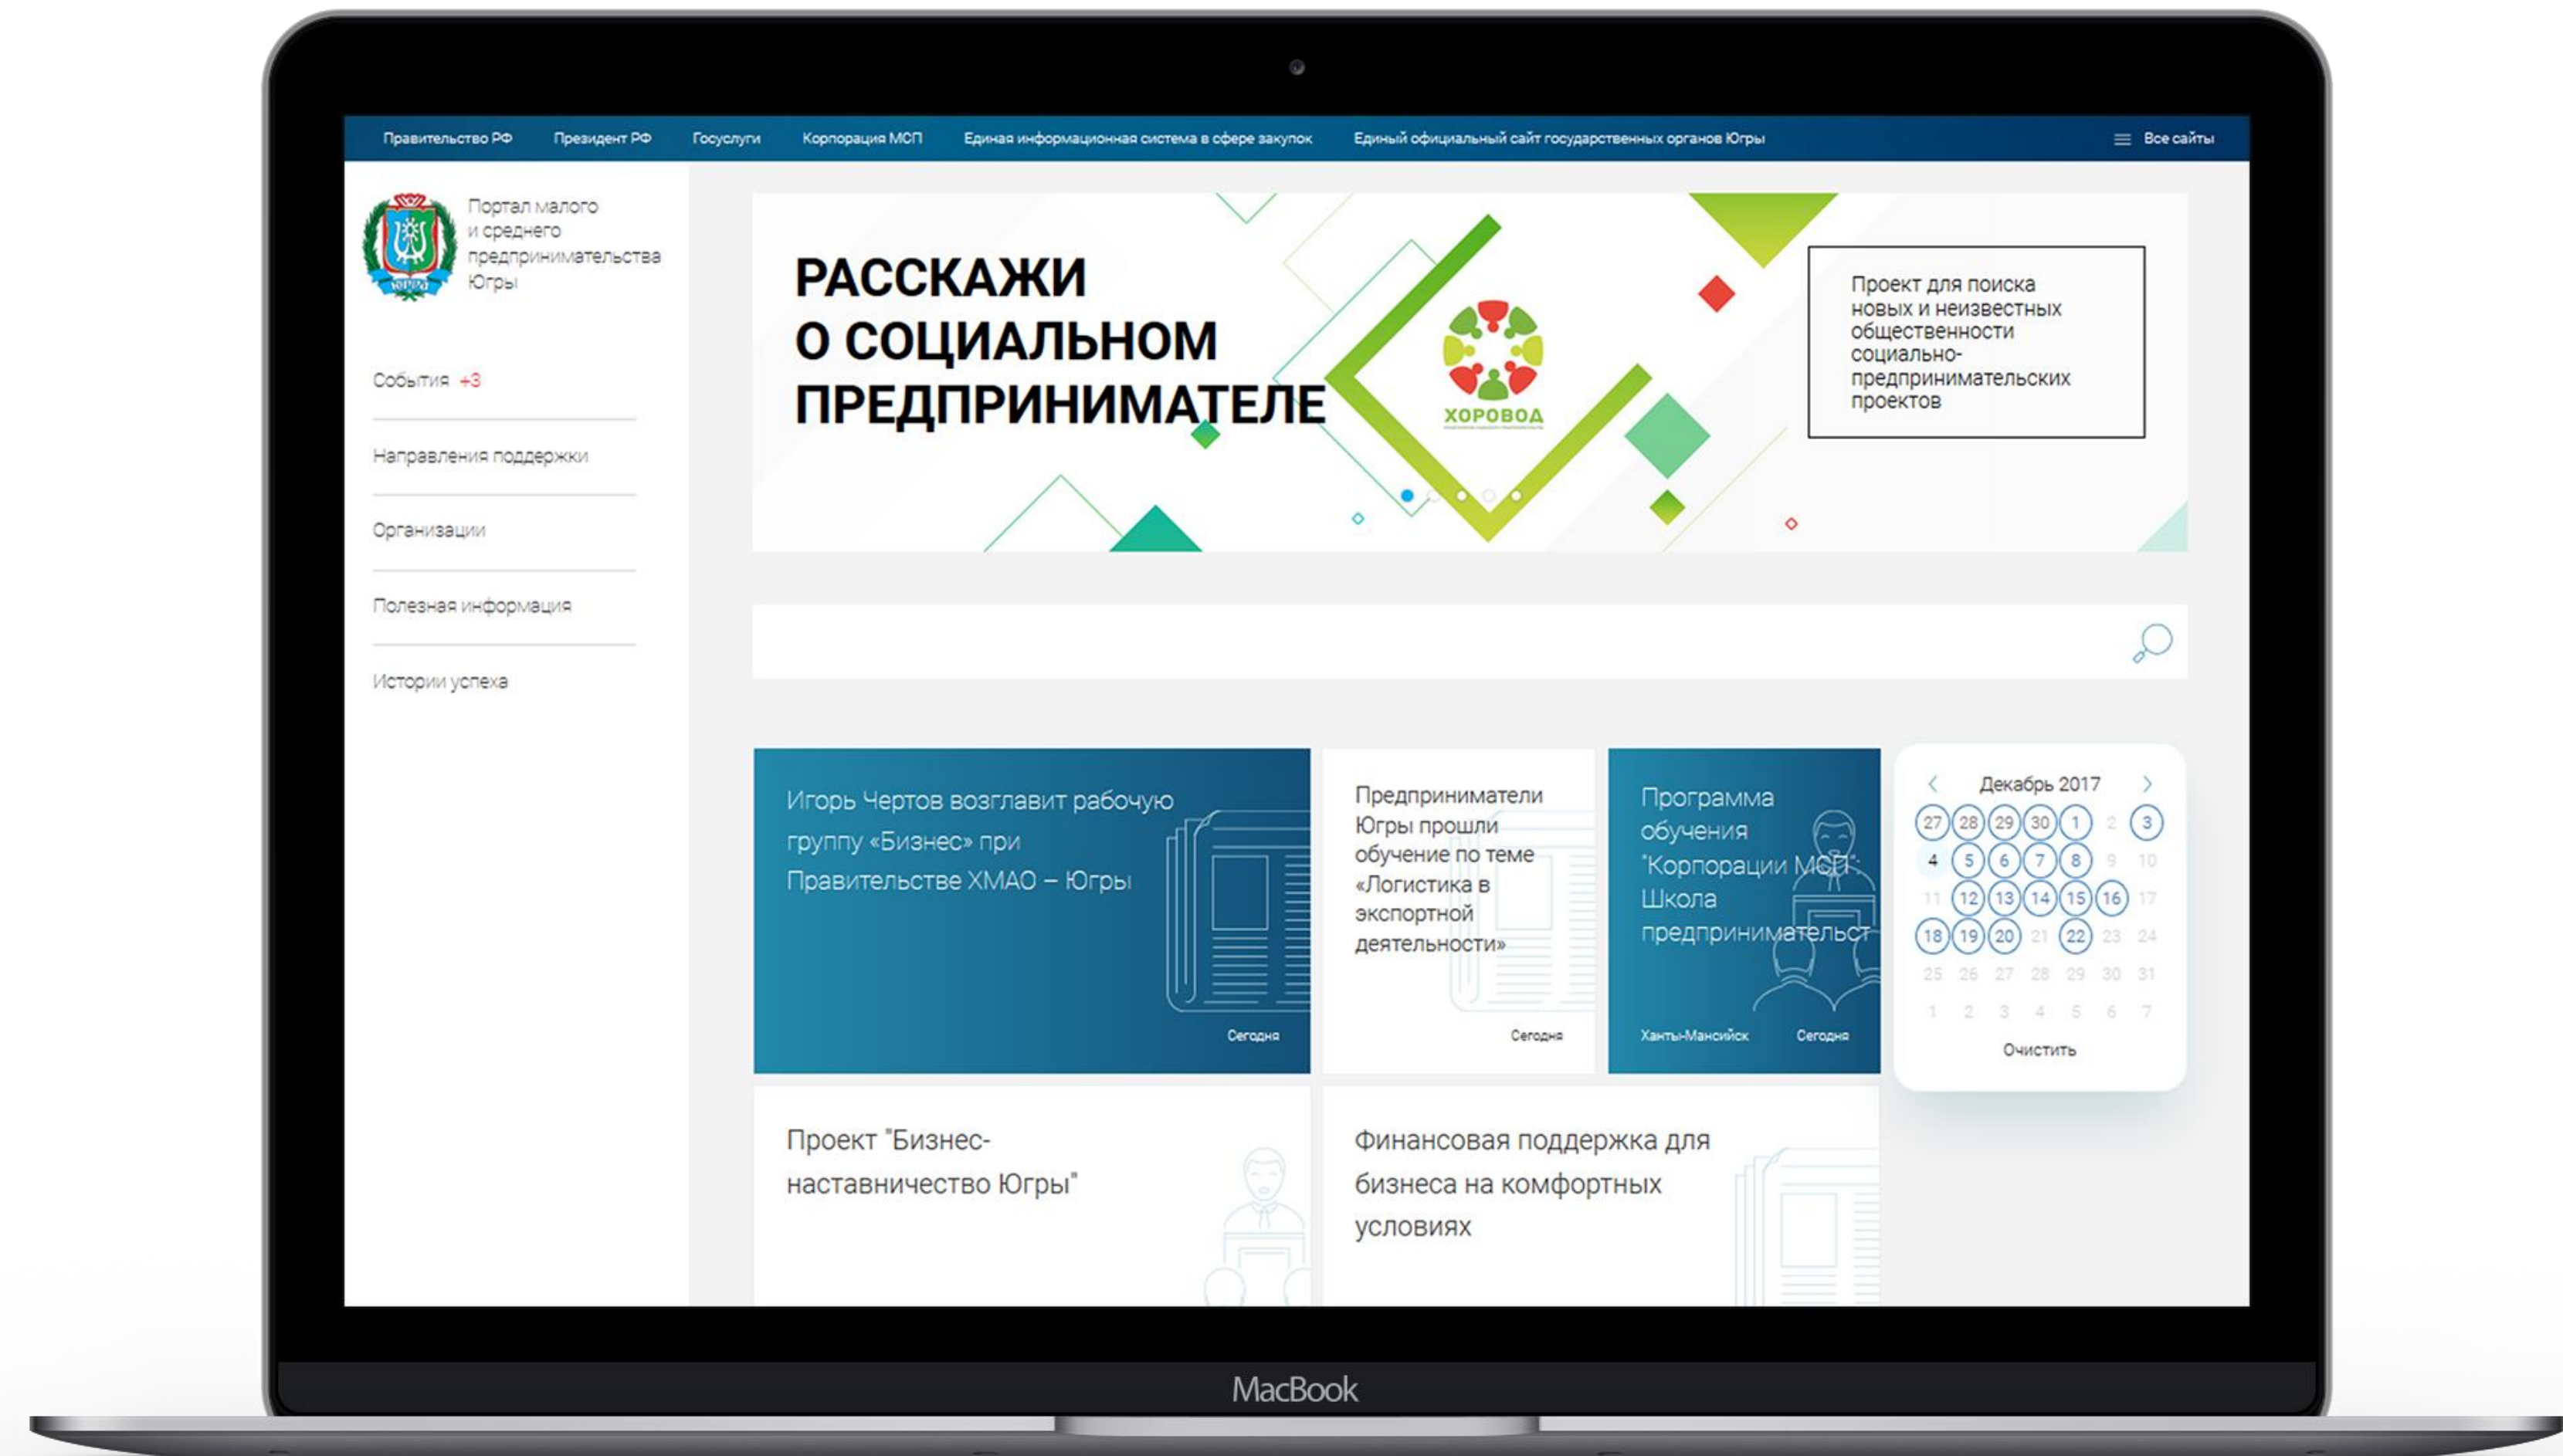 Правительство РФ Президент РФ Госуслуги Корпорация МСП Единая информационная система в сфере закупок Единый официальный сайт государственных органов Югры Все сайты
Портал малого
и среднего
предпринимательства
Югры
ЮГРА
События +3
Направления поддержки
Организации
Полезная информация
Истории успеха
РАССКАЖИ
О СОЦИАЛЬНОМ
ПРЕДПРИНИМАТЕЛЕ
ХОРОВОД
Проект для поиска
новых и неизвестных
общественности
социально-
предпринимательских
проектов
Игорь Чертов возглавит рабочую
группу «Бизнес» при
Правительстве ХМАО – Югры
Сегодня
Предприниматели
Югры прошли
обучение по теме
«Логистика в
экспортной
деятельности»
Сегодня
Программа
обучения
"Корпорации МСП":
Школа
предпринимательст
Ханты-Мансийск Сегодня
Декабрь 2017
27 28 29 30 1 2 3
4 5 6 7 8 9 10
11 12 13 14 15 16 17
18 19 20 21 22 23 24
25 26 27 28 29 30 31
1 2 3 4 5 6 7
Очистить
Проект "Бизнес-
наставничество Югры"
Финансовая поддержка для
бизнеса на комфортных
условиях
MacBook